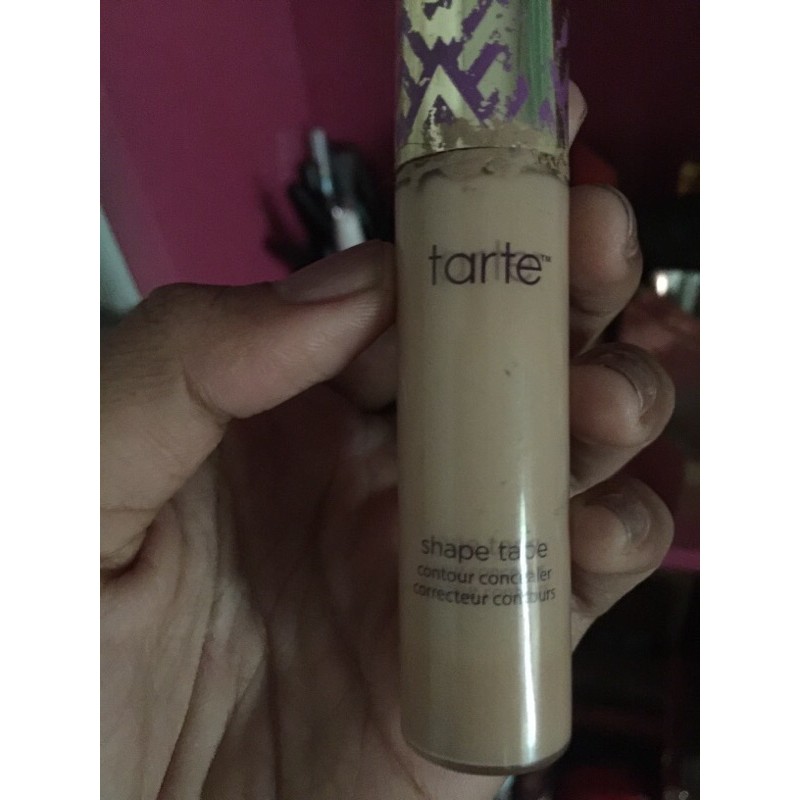 tarte™
shape tape
contour concealer
correcteur contours